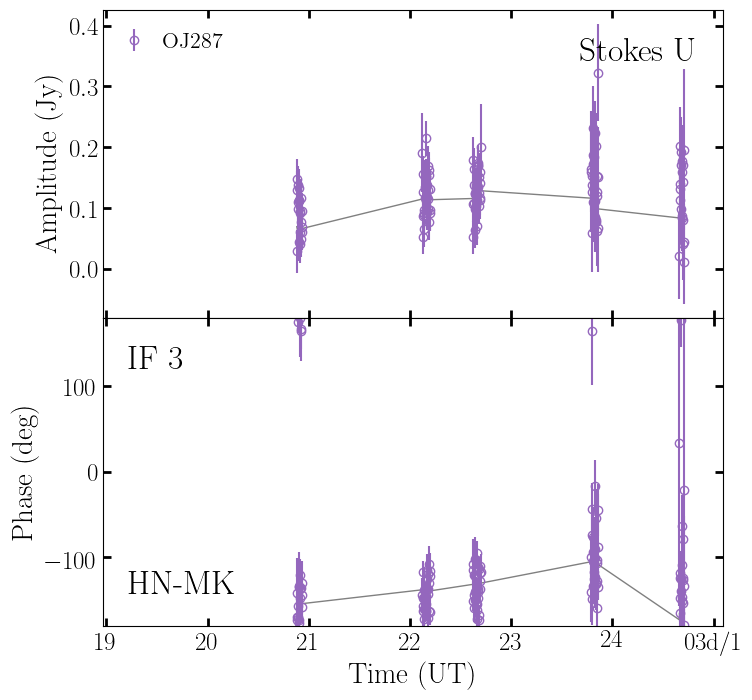 0.4
OJ287
Stokes U
0.3
0.2
0.1
0.0
Amplitude (Jy)
IF 3
100
0
−100
Phase (deg)
HN-MK
19 20 21 22 23 24 03d/1
Time (UT)